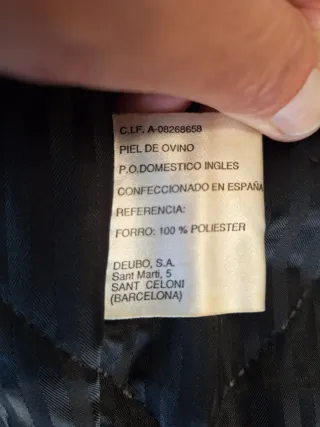 C.I.F. A-08268658
PIEL DE OVINO
P.O.DOMESTICO INGLES
CONFECCIONADO EN ESPAÑA
REFERENCIA:
FORRO: 100 % POLIESTER
DEUBO, S.A.
Sant Marti, 5
SANT CELONI
(BARCELONA)